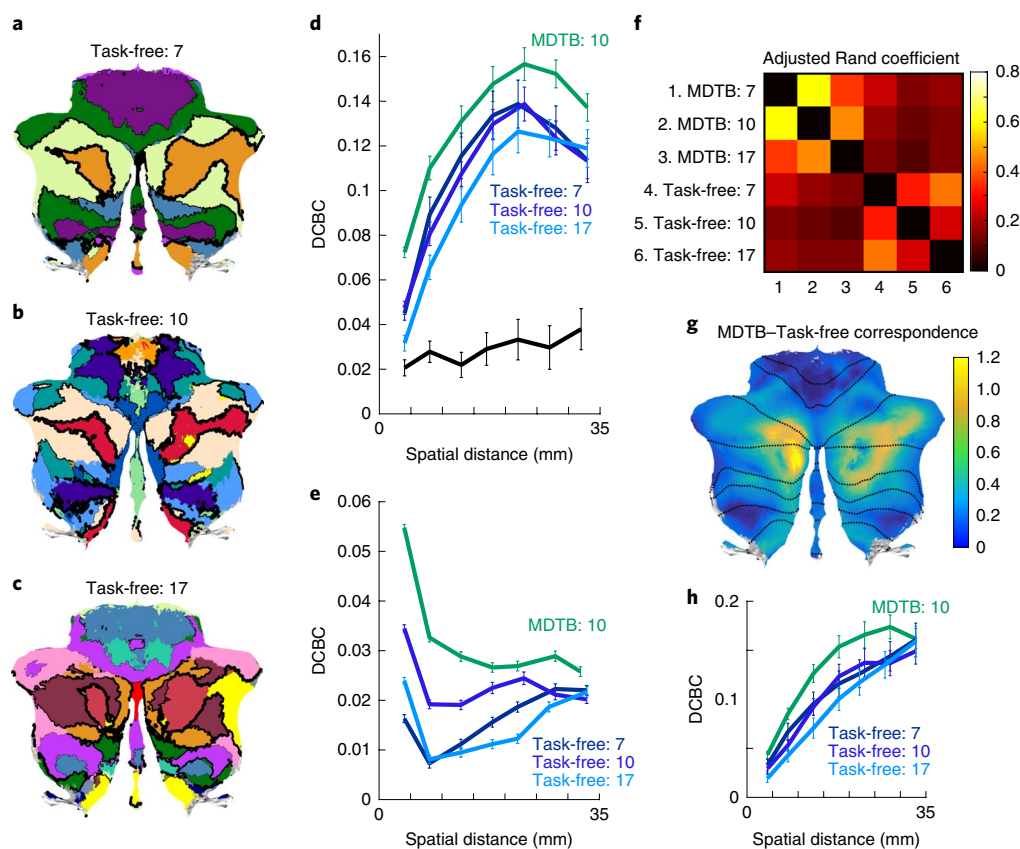 a
Task-free: 7
b
Task-free: 10
c
Task-free: 17
d
DCBC
0.16
0.14
0.12
0.1
0.08
0.06
0.04
0.02
0
MDTB: 10
Task-free: 7
Task-free: 10
Task-free: 17
0 35
Spatial distance (mm)
e
DCBC
0.06
0.05
0.04
0.03
0.02
0.01
0
MDTB: 10
Task-free: 7
Task-free: 10
Task-free: 17
0 35
Spatial distance (mm)
f
Adjusted Rand coefficient
1. MDTB: 7
2. MDTB: 10
3. MDTB: 17
4. Task-free: 7
5. Task-free: 10
6. Task-free: 17
1 2 3 4 5 6
0.8
0.6
0.4
0.2
0
g
MDTB–Task-free correspondence
1.2
1.0
0.8
0.6
0.4
0.2
0
h
DCBC
0.2
0.1
0
MDTB: 10
Task-free: 7
Task-free: 10
Task-free: 17
0 35
Spatial distance (mm)